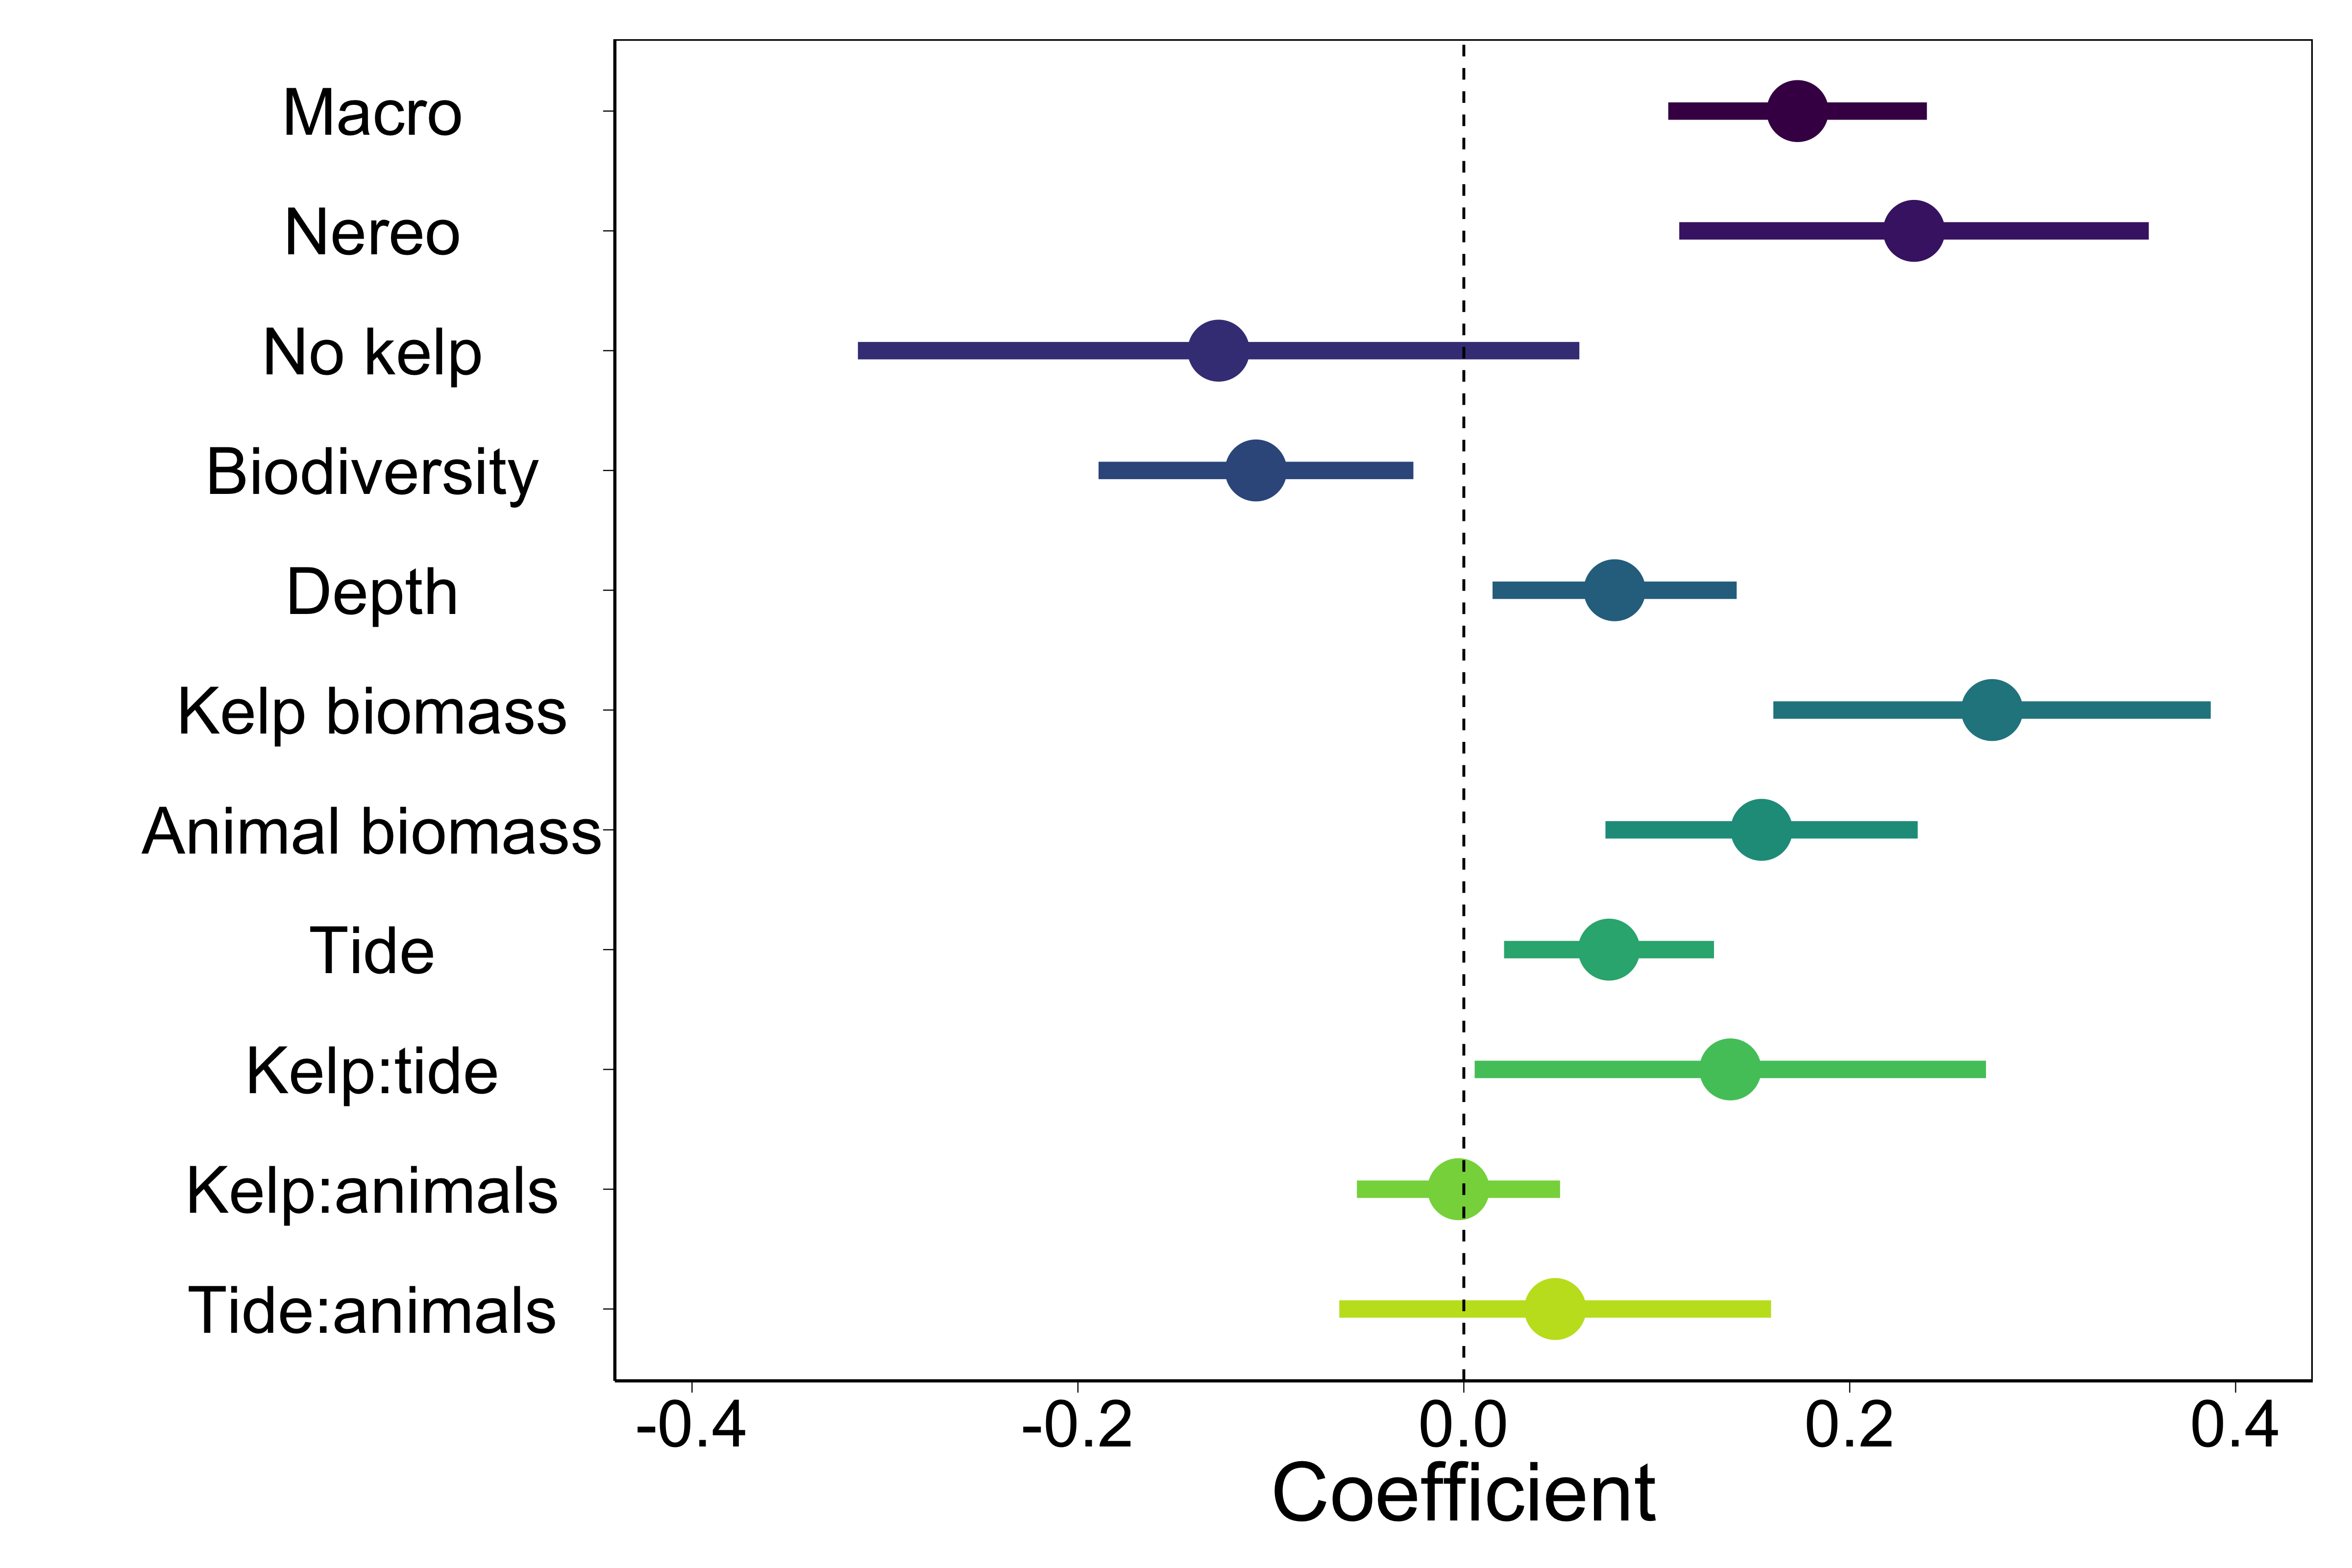 Macro
Nereo
No kelp
Biodiversity
Depth
Kelp biomass
Animal biomass
Tide
Kelp:tide
Kelp:animals
Tide:animals
-0.4 -0.2 0.0 0.2 0.4
Coefficient